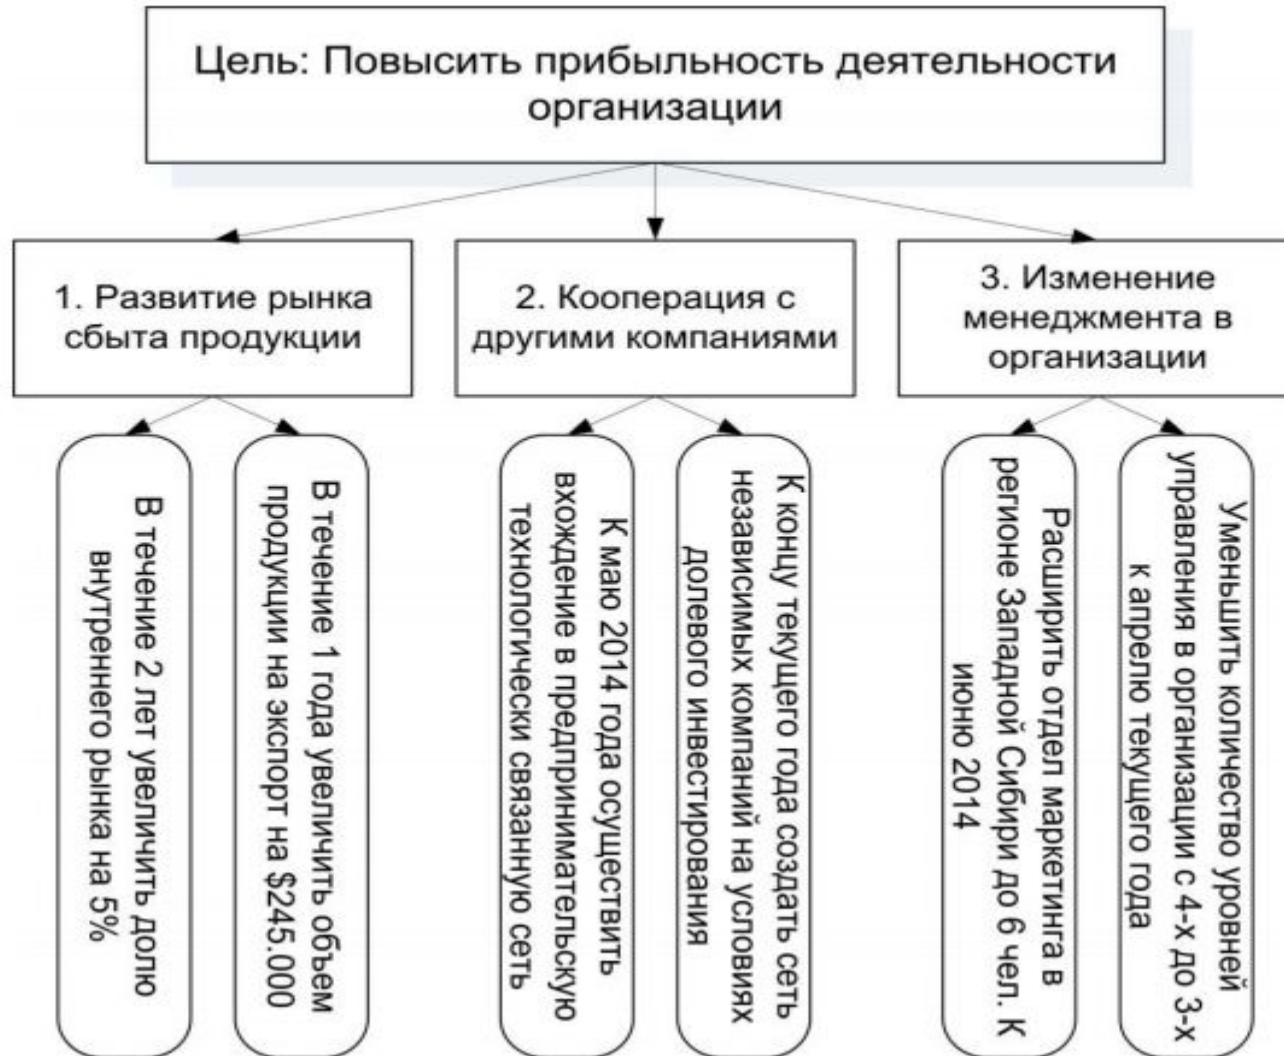 Цель: Повысить прибыльность деятельности
организации
1. Развитие рынка
сбыта продукции
2. Кооперация с
другими компаниями
3. Изменение
менеджмента в
организации
В течение 2 лет увеличить долю
внутреннего рынка на 5%
В течение 1 года увеличить объем
продукции на экспорт на $245.000
К маю 2014 года осуществить
вхождение в предпринимательскую
технологически связанную сеть
К концу текущего года создать сеть
независимых компаний на условиях
долевого инвестирования
Расширить отдел маркетинга в
регионе Западной Сибири до 6 чел. К
июню 2014
Уменьшить количество уровней
управления в организации с 4-х до 3-х
к апрелю текущего года